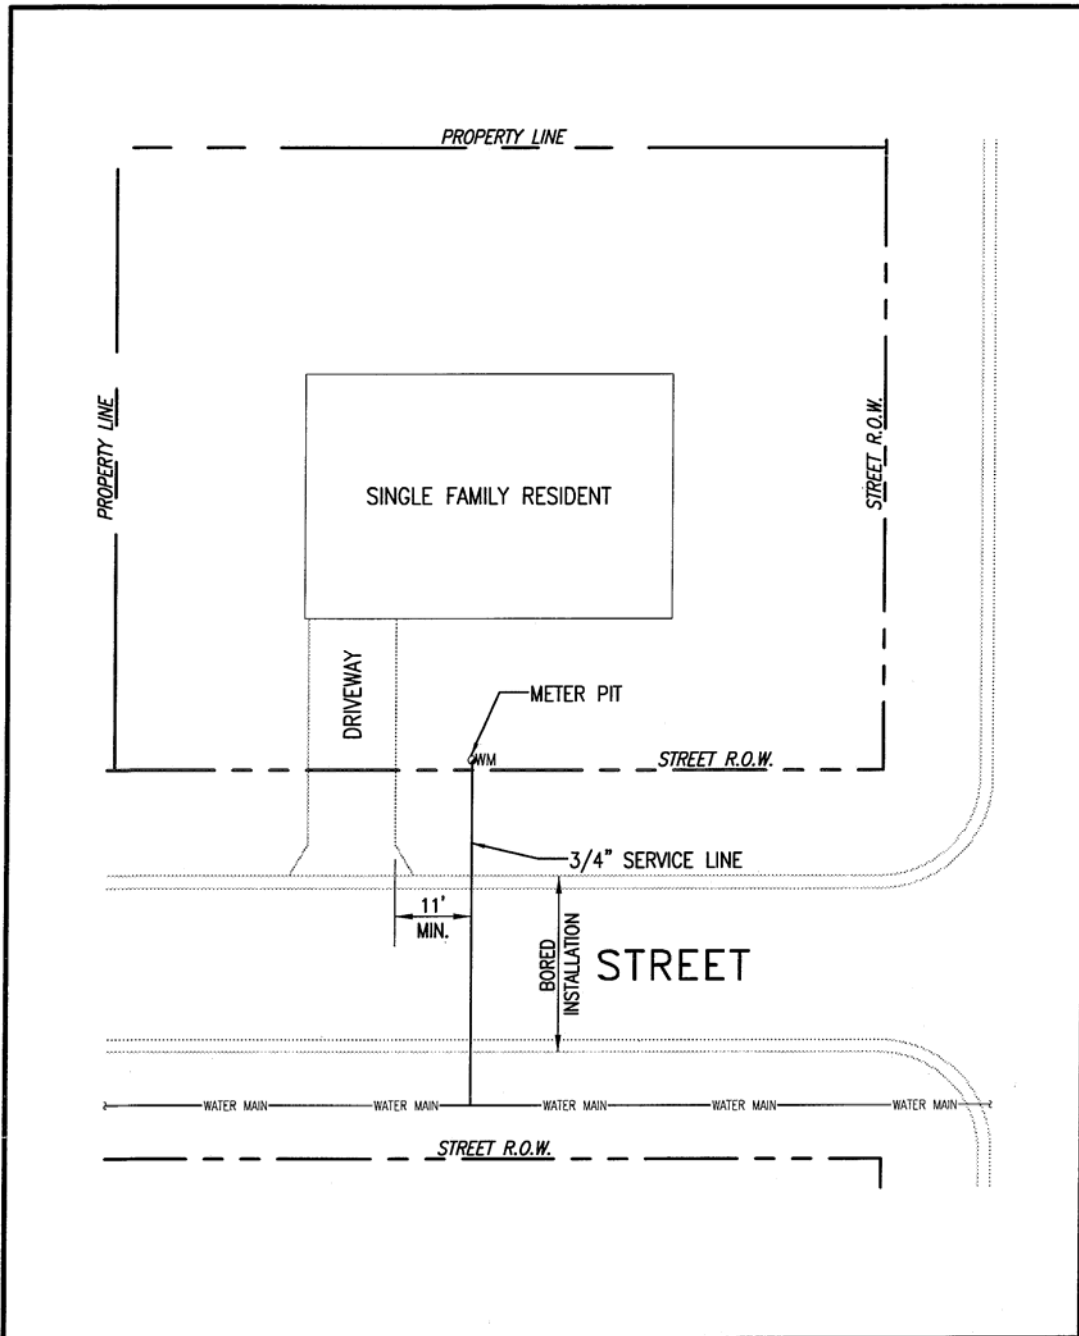 PROPERTY LINE
PROPERTY LINE
STREET R.O.W.
SINGLE FAMILY RESIDENT
DRIVEWAY
METER PIT
WM
STREET R.O.W.
3/4" SERVICE LINE
11'
MIN.
BORED
INSTALLATION
STREET
WATER MAIN
WATER MAIN
WATER MAIN
WATER MAIN
WATER MAIN
STREET R.O.W.